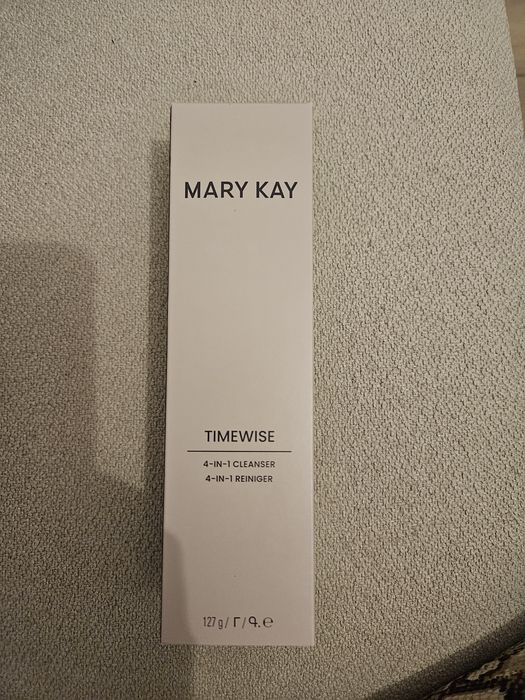 MARY KAY
TIMEWISE
4-IN-1 CLEANSER
4-IN-1 REINIGER
127 g / Г / Գ. ℮